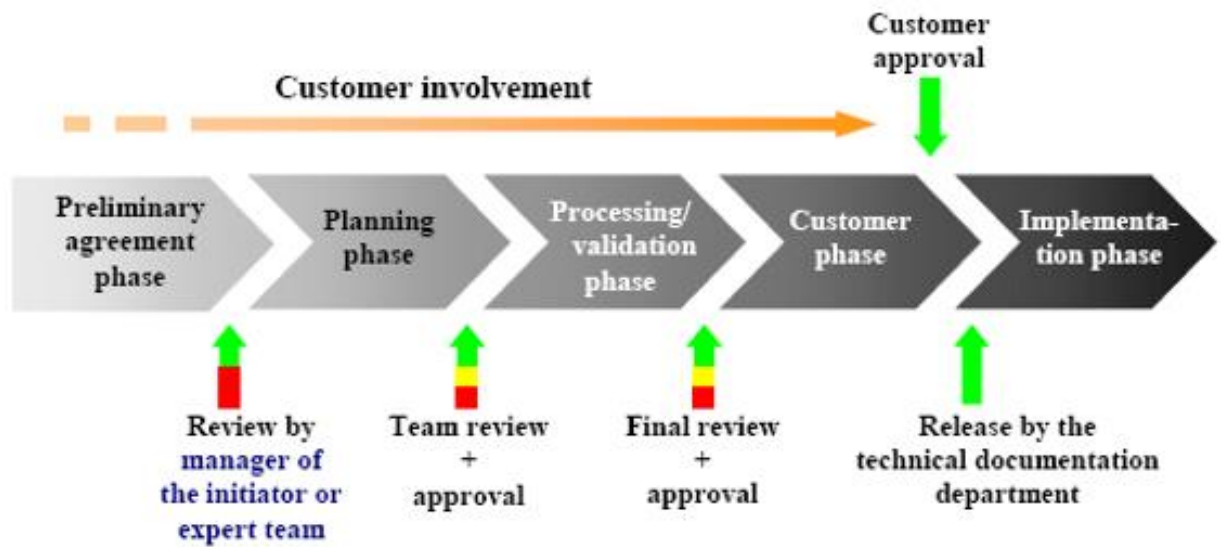 Customer
approval
Customer involvement
Preliminary
agreement
phase
Planning
phase
Processing/
validation
phase
Customer
phase
Implementa-
tion phase
Review by
manager of
the initiator or
expert team
Team review
+
approval
Final review
+
approval
Release by the
technical documentation
department